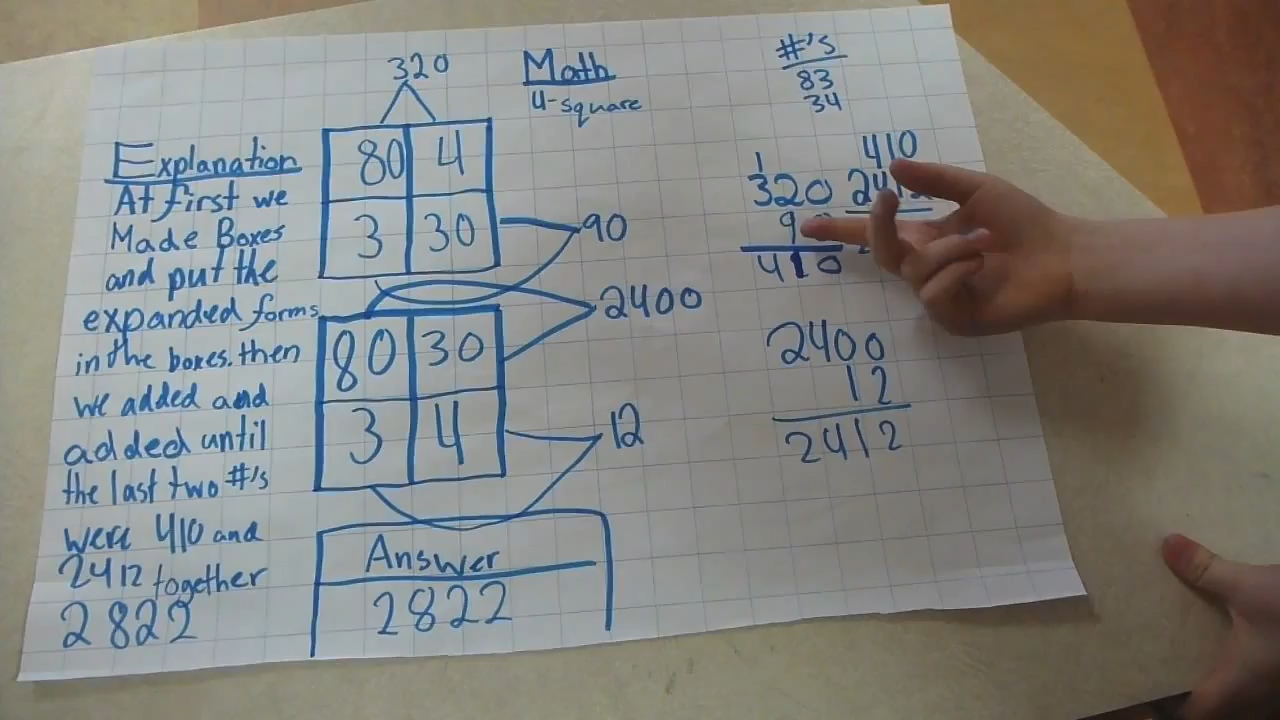 320
Math
4-square
#'s
83
34
Explanation
At first we
Made Boxes
and put the
expanded forms
in the boxes. then
we added and
added until
the last two #'s
were 410 and
2412 together
2822
80 4
3 30
90
80 30
3 4
2400
12
Answer
2822
1
320
410
410
2400
12
2412